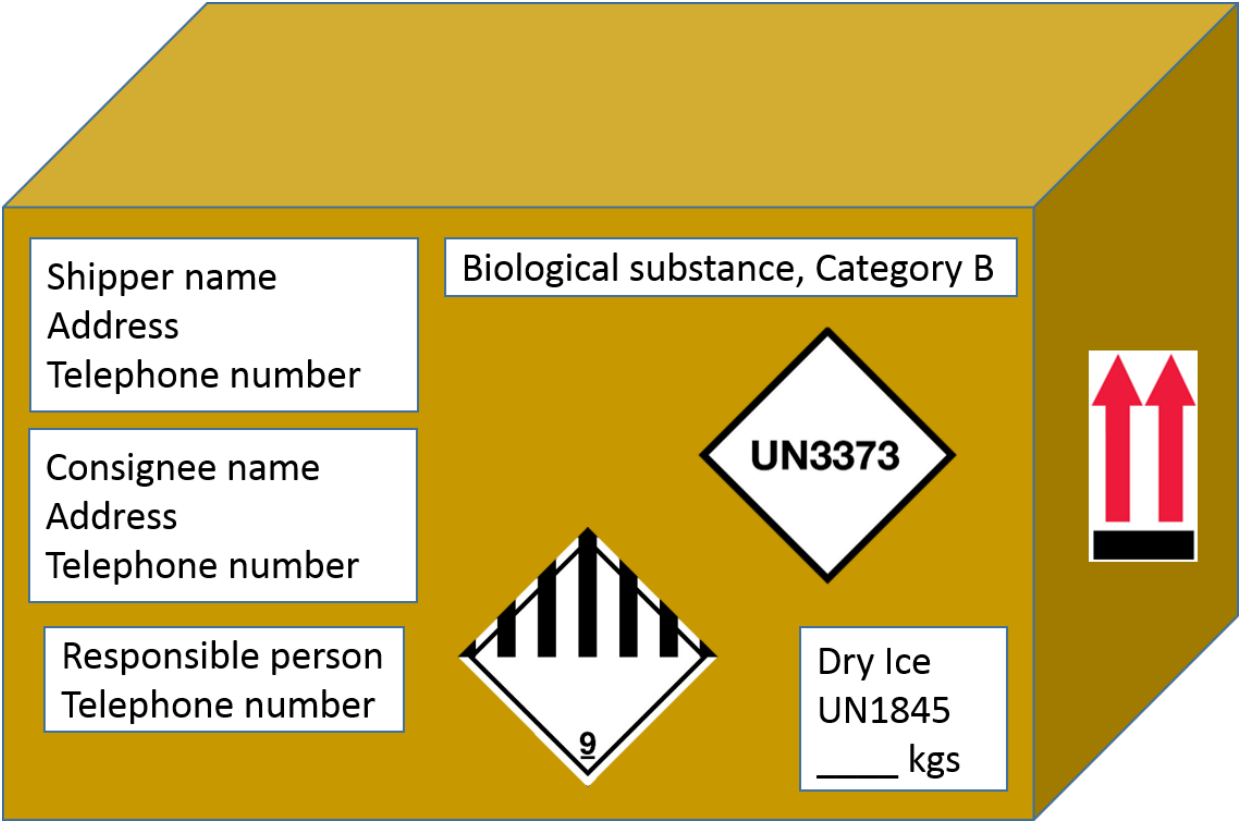 Shipper name
Address
Telephone number
Biological substance, Category B
Consignee name
Address
Telephone number
UN3373
Responsible person
Telephone number
9
Dry Ice
UN1845
____ kgs